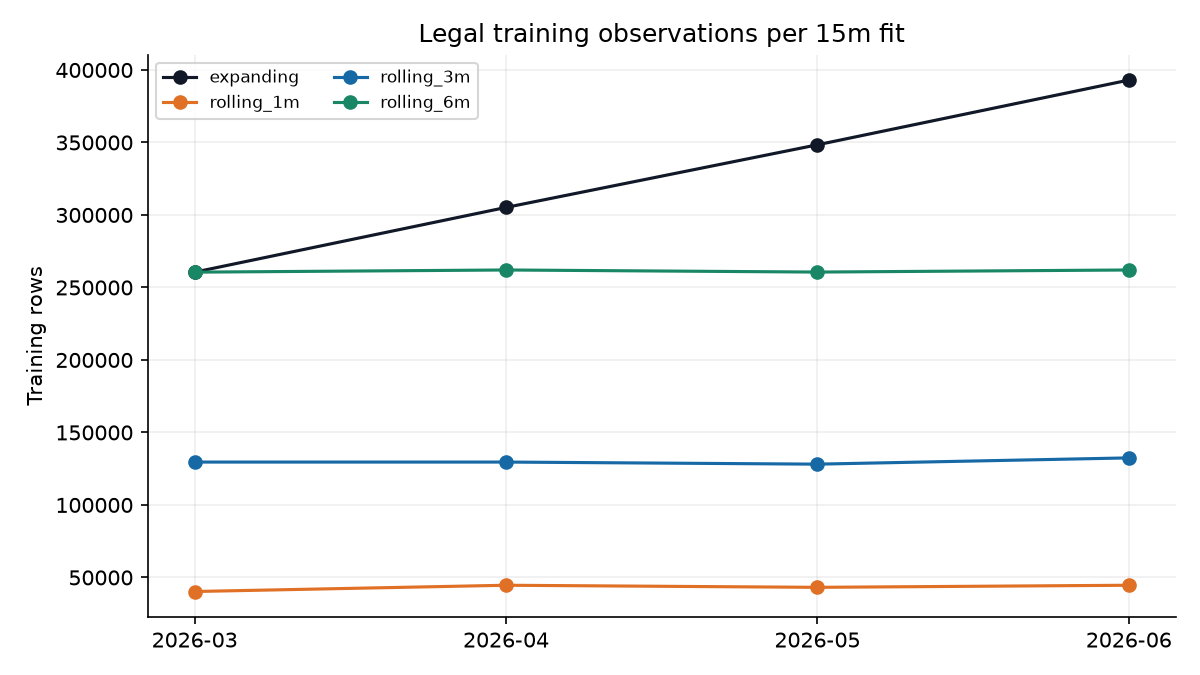 Legal training observations per 15m fit
expanding
rolling_1m
rolling_3m
rolling_6m
Training rows
400000
350000
300000
250000
200000
150000
100000
50000
2026-03
2026-04
2026-05
2026-06